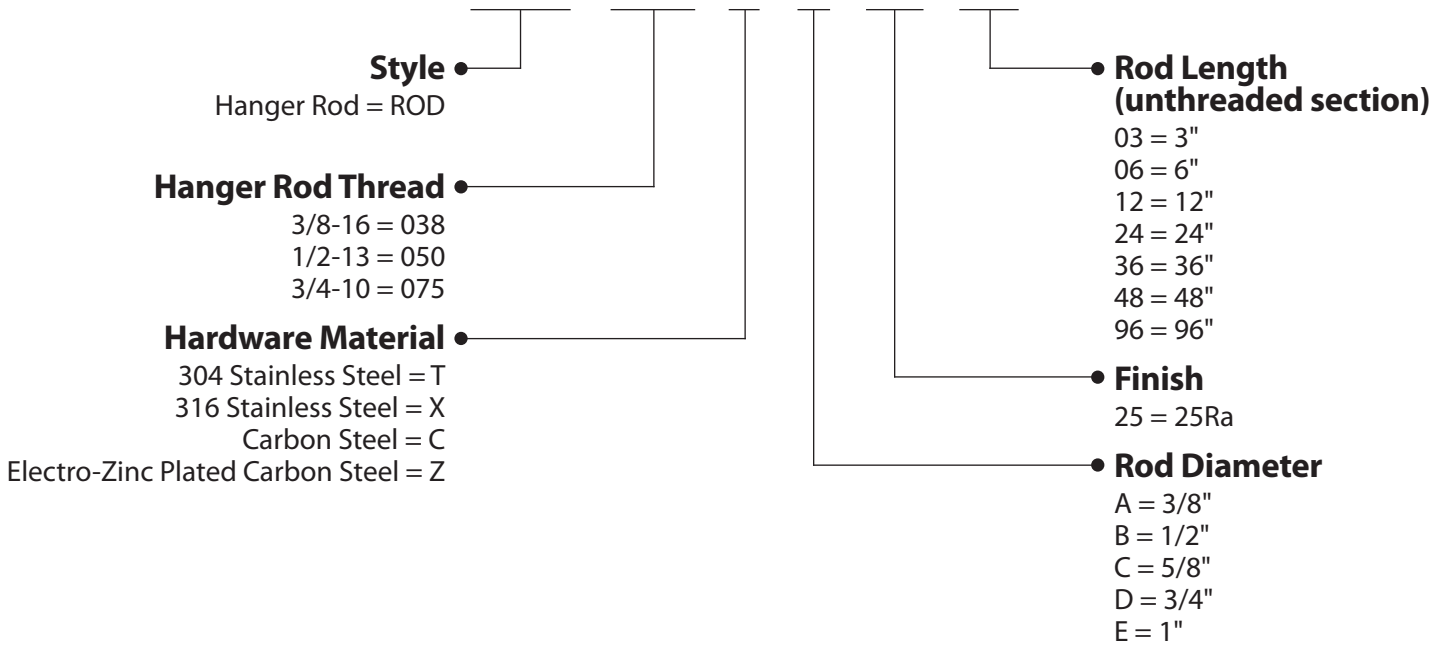 Style
Hanger Rod = ROD
Hanger Rod Thread
3/8-16 = 038
1/2-13 = 050
3/4-10 = 075
Hardware Material
304 Stainless Steel = T
316 Stainless Steel = X
Carbon Steel = C
Electro-Zinc Plated Carbon Steel = Z
Rod Length
(unthreaded section)
03 = 3"
06 = 6"
12 = 12"
24 = 24"
36 = 36"
48 = 48"
96 = 96"
Finish
25 = 25Ra
Rod Diameter
A = 3/8"
B = 1/2"
C = 5/8"
D = 3/4"
E = 1"